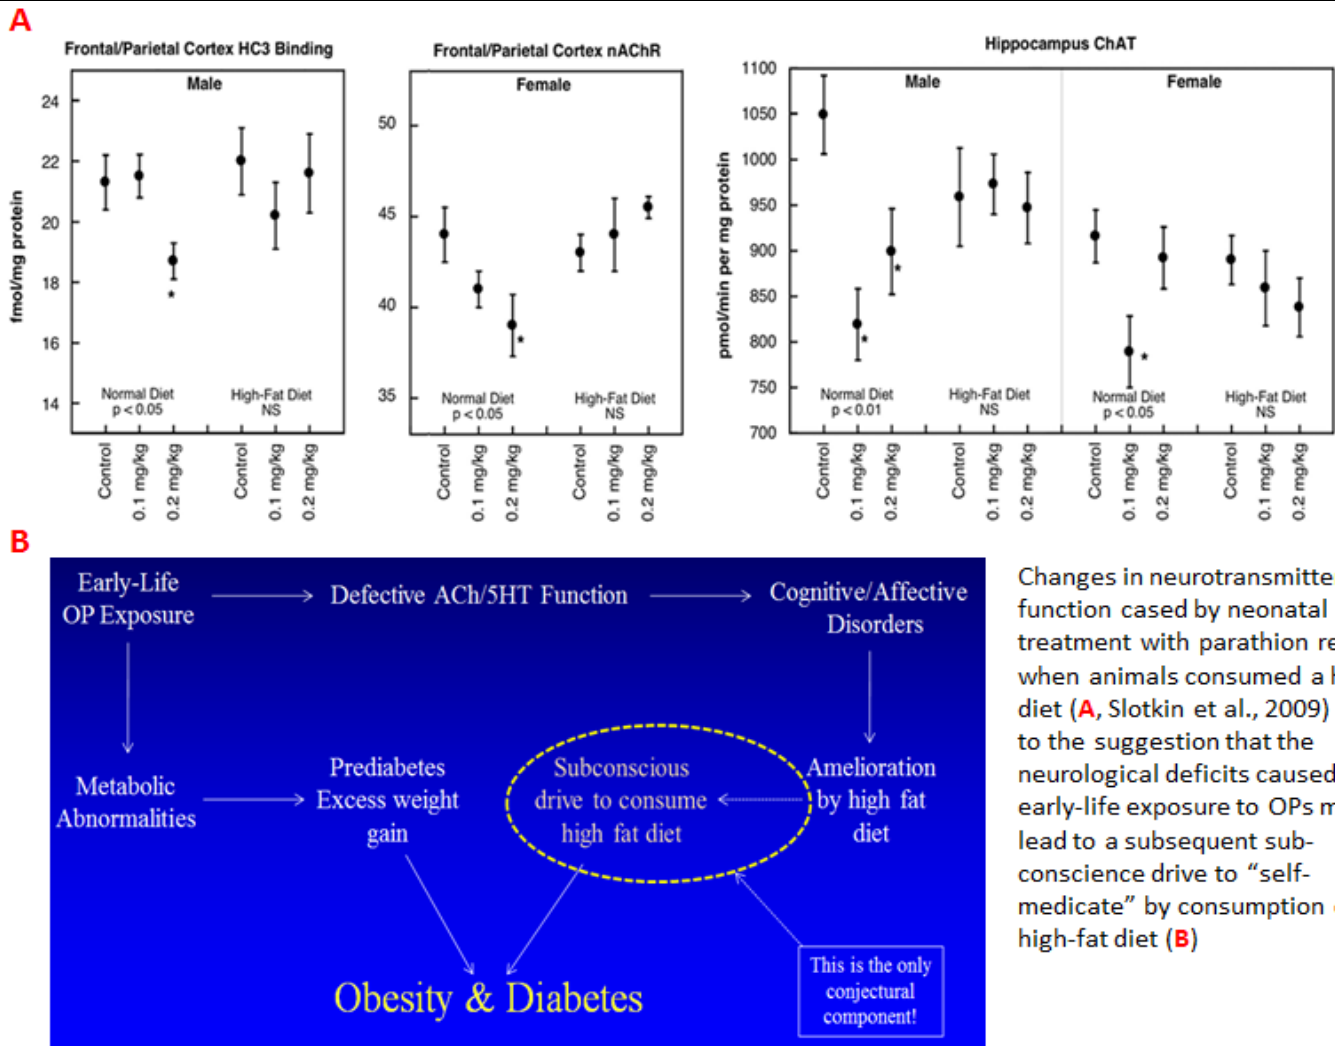 A
Frontal/Parietal Cortex HC3 Binding
Male
fmol/mg protein
24
22
20
18
16
14
*
Normal Diet
p < 0.05
High-Fat Diet
NS
Control
0.1 mg/kg
0.2 mg/kg
Control
0.1 mg/kg
0.2 mg/kg
Frontal/Parietal Cortex nAChR
Female
50
45
40
35
*
Normal Diet
p < 0.05
High-Fat Diet
NS
Control
0.1 mg/kg
0.2 mg/kg
Control
0.1 mg/kg
0.2 mg/kg
Hippocampus ChAT
Male
Female
pmol/min per mg protein
1100
1050
1000
950
900
850
800
750
700
*
*
*
Normal Diet
p < 0.01
High-Fat Diet
NS
Normal Diet
p < 0.05
High-Fat Diet
NS
Control
0.1 mg/kg
0.2 mg/kg
Control
0.1 mg/kg
0.2 mg/kg
Control
0.1 mg/kg
0.2 mg/kg
Control
0.1 mg/kg
0.2 mg/kg
B
Early-Life
OP Exposure
Defective ACh/5HT Function
Cognitive/Affective
Disorders
Metabolic
Abnormalities
Prediabetes
Excess weight
gain
Subconscious
drive to consume
high fat diet
Amelioration
by high fat
diet
Obesity & Diabetes
This is the only
conjectural
component!
Changes in
function cased by neonatal
treatment with parathion
when animals consumed a
diet (A, Slotkin et al., 2009)
to the suggestion that the
neurological deficits caused
early-life exposure to OPs
lead to a subsequent sub-
conscience drive to “self-
medicate” by consumption
high-fat diet (B)